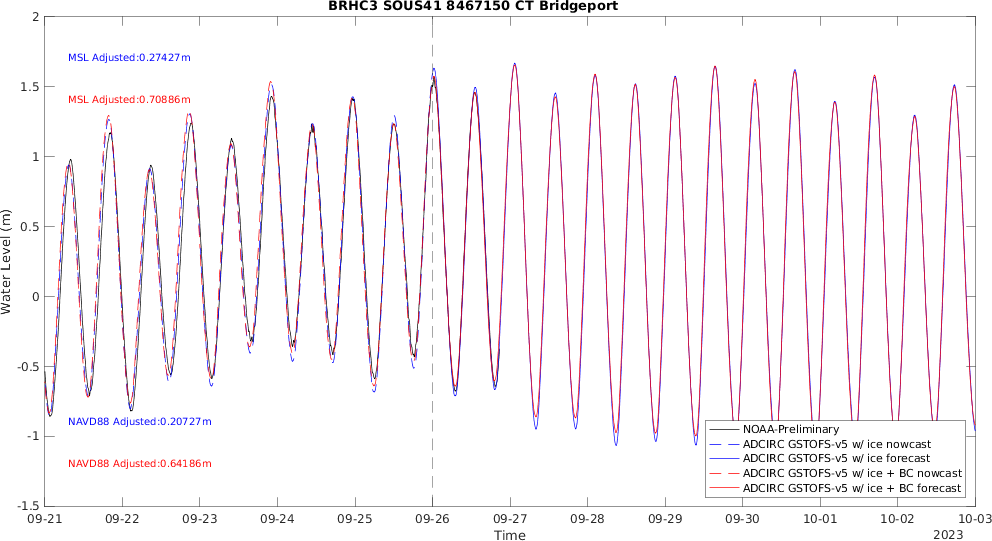 BRHC3 SOUS41 8467150 CT Bridgeport
2
MSL Adjusted:0.27427m
1.5
MSL Adjusted:0.70886m
1
0.5
Water Level (m)
0
-0.5
NAVD88 Adjusted:0.20727m
-1
NAVD88 Adjusted:0.64186m
-1.5
NOAA-Preliminary
ADCIRC GSTOFS-v5 w/ ice nowcast
ADCIRC GSTOFS-v5 w/ ice forecast
ADCIRC GSTOFS-v5 w/ ice + BC nowcast
ADCIRC GSTOFS-v5 w/ ice + BC forecast
09-21 09-22 09-23 09-24 09-25 09-26 09-27 09-28 09-29 09-30 10-01 10-02 10-03
Time
2023